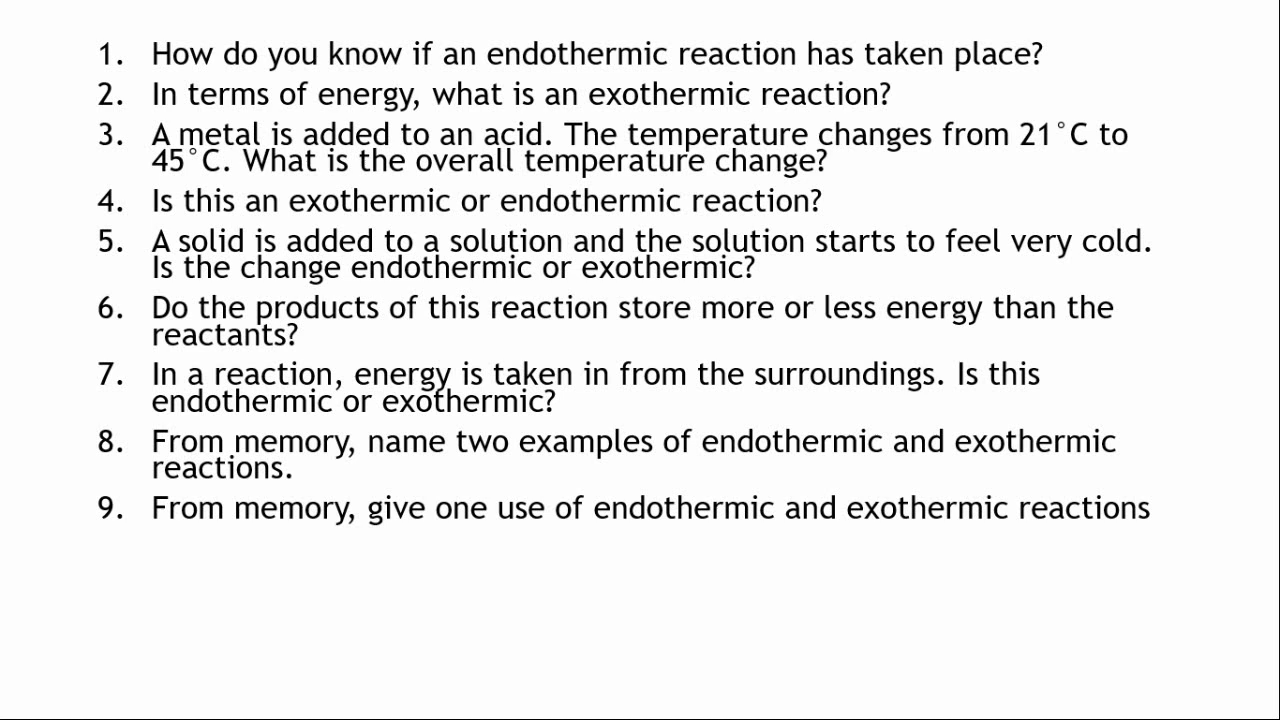 1. How do you know if an endothermic reaction has taken place?
2. In terms of energy, what is an exothermic reaction?
3. A metal is added to an acid. The temperature changes from 21°C to
45°C. What is the overall temperature change?
4. Is this an exothermic or endothermic reaction?
5. A solid is added to a solution and the solution starts to feel very cold.
Is the change endothermic or exothermic?
6. Do the products of this reaction store more or less energy than the
reactants?
7. In a reaction, energy is taken in from the surroundings. Is this
endothermic or exothermic?
8. From memory, name two examples of endothermic and exothermic
reactions.
9. From memory, give one use of endothermic and exothermic reactions